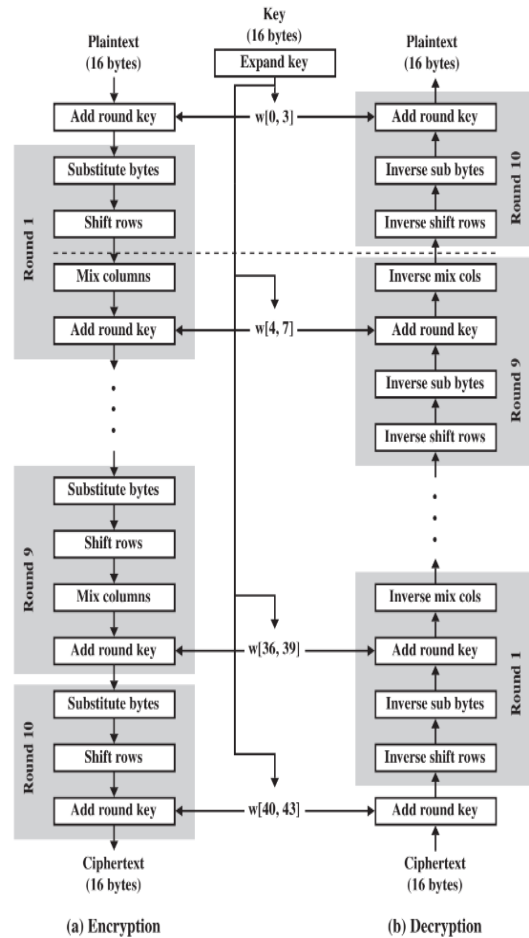 Key
(16 bytes)
Expand key
Plaintext
(16 bytes)
Add round key
Substitute bytes
Shift rows
Mix columns
Add round key
Round 1
Substitute bytes
Shift rows
Mix columns
Add round key
Round 9
Substitute bytes
Shift rows
Add round key
Round 10
Ciphertext
(16 bytes)
(a) Encryption
w[0, 3]
w[4, 7]
w[36, 39]
w[40, 43]
Plaintext
(16 bytes)
Add round key
Inverse sub bytes
Inverse shift rows
Round 10
Inverse mix cols
Add round key
Inverse sub bytes
Inverse shift rows
Round 9
Inverse mix cols
Add round key
Inverse sub bytes
Inverse shift rows
Round 1
Add round key
Ciphertext
(16 bytes)
(b) Decryption